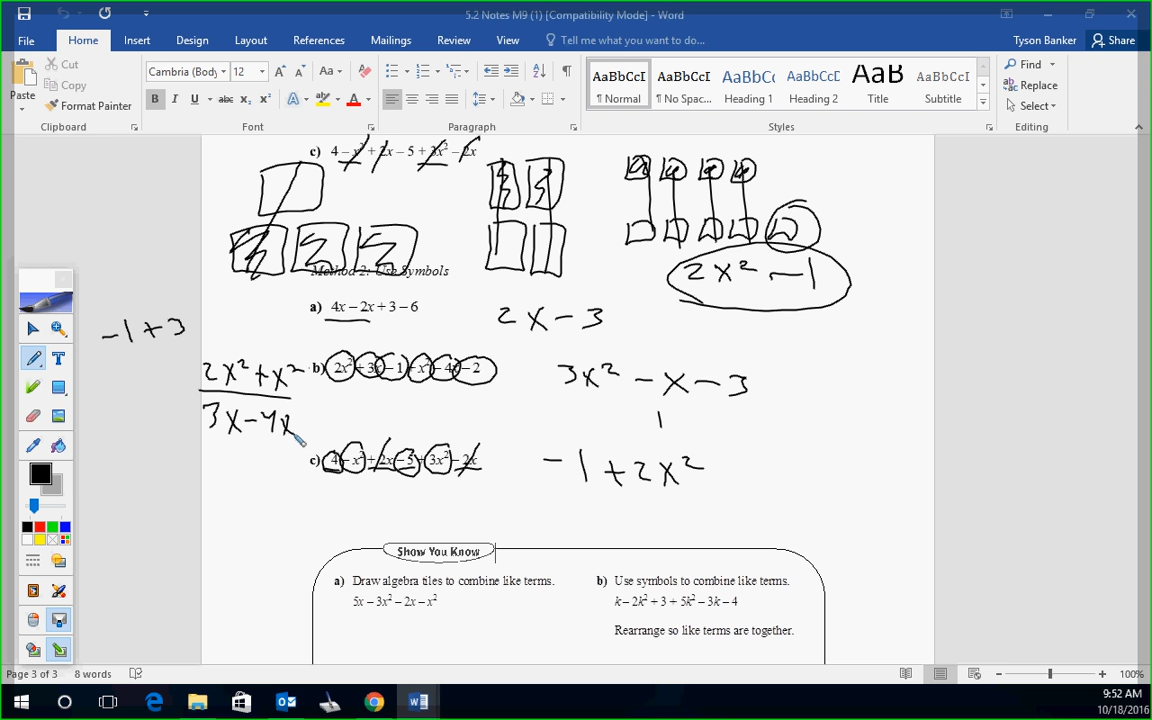 5.2 Notes M9 (1) [Compatibility Mode] - Word
File Home Insert Design Layout References Mailings Review View Tell me what you want to do... Tyson Banker Share
Cut
Copy
Paste
Format Painter
Cambria (Body) 12
Aa
B I U abc x₂ x²
AaBbCcI AaBbCcI AaBbCc AaBbCcI AaB AaBbCcI
¶ Normal ¶ No Spac... Heading 1 Heading 2 Title Subtitle
Find
Replace
Select
Clipboard Font Paragraph Styles Editing
c) 4 – x² + 2x – 5 + 3x² – 2x
2x² – 1
Method 2: Use Symbols
a) 4x – 2x + 3 – 6
2x – 3
-1 + 3
2x² + x²
b) 2x² + 3x – 1 + x² – 4x – 2
3x² – x – 3
3x – 4x
1
c) 4 – x² + 2x – 5 + 3x² – 2x
-1 + 2x²
Show You Know
a) Draw algebra tiles to combine like terms.
5x – 3x² – 2x – x²
b) Use symbols to combine like terms.
k – 2k² + 3 + 5k² – 3k – 4
Rearrange so like terms are together.
Page 3 of 3 8 words 100%
9:52 AM
10/18/2016